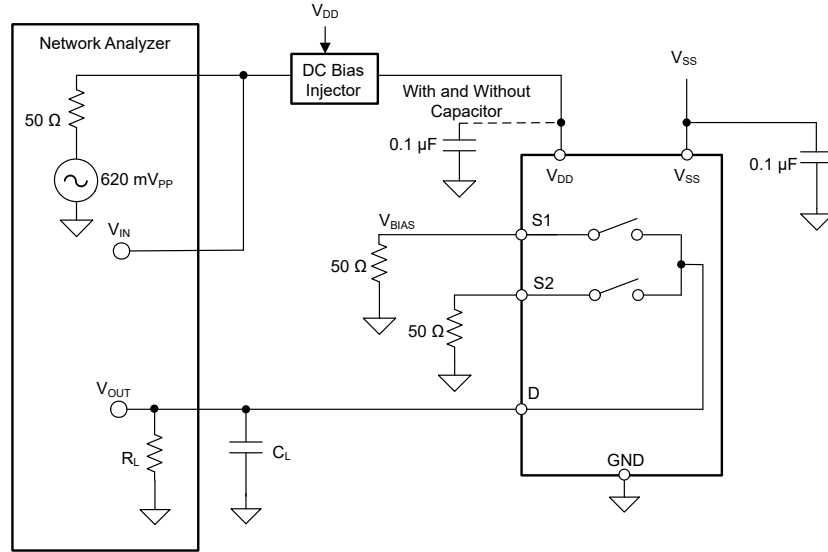 V_DD
Network Analyzer
DC Bias
Injector
V_SS
With and Without
Capacitor
50 Ω
0.1 µF
0.1 µF
620 mV_PP
V_DD
V_SS
V_IN
V_BIAS
S1
50 Ω
S2
50 Ω
V_OUT
D
R_L
C_L
GND